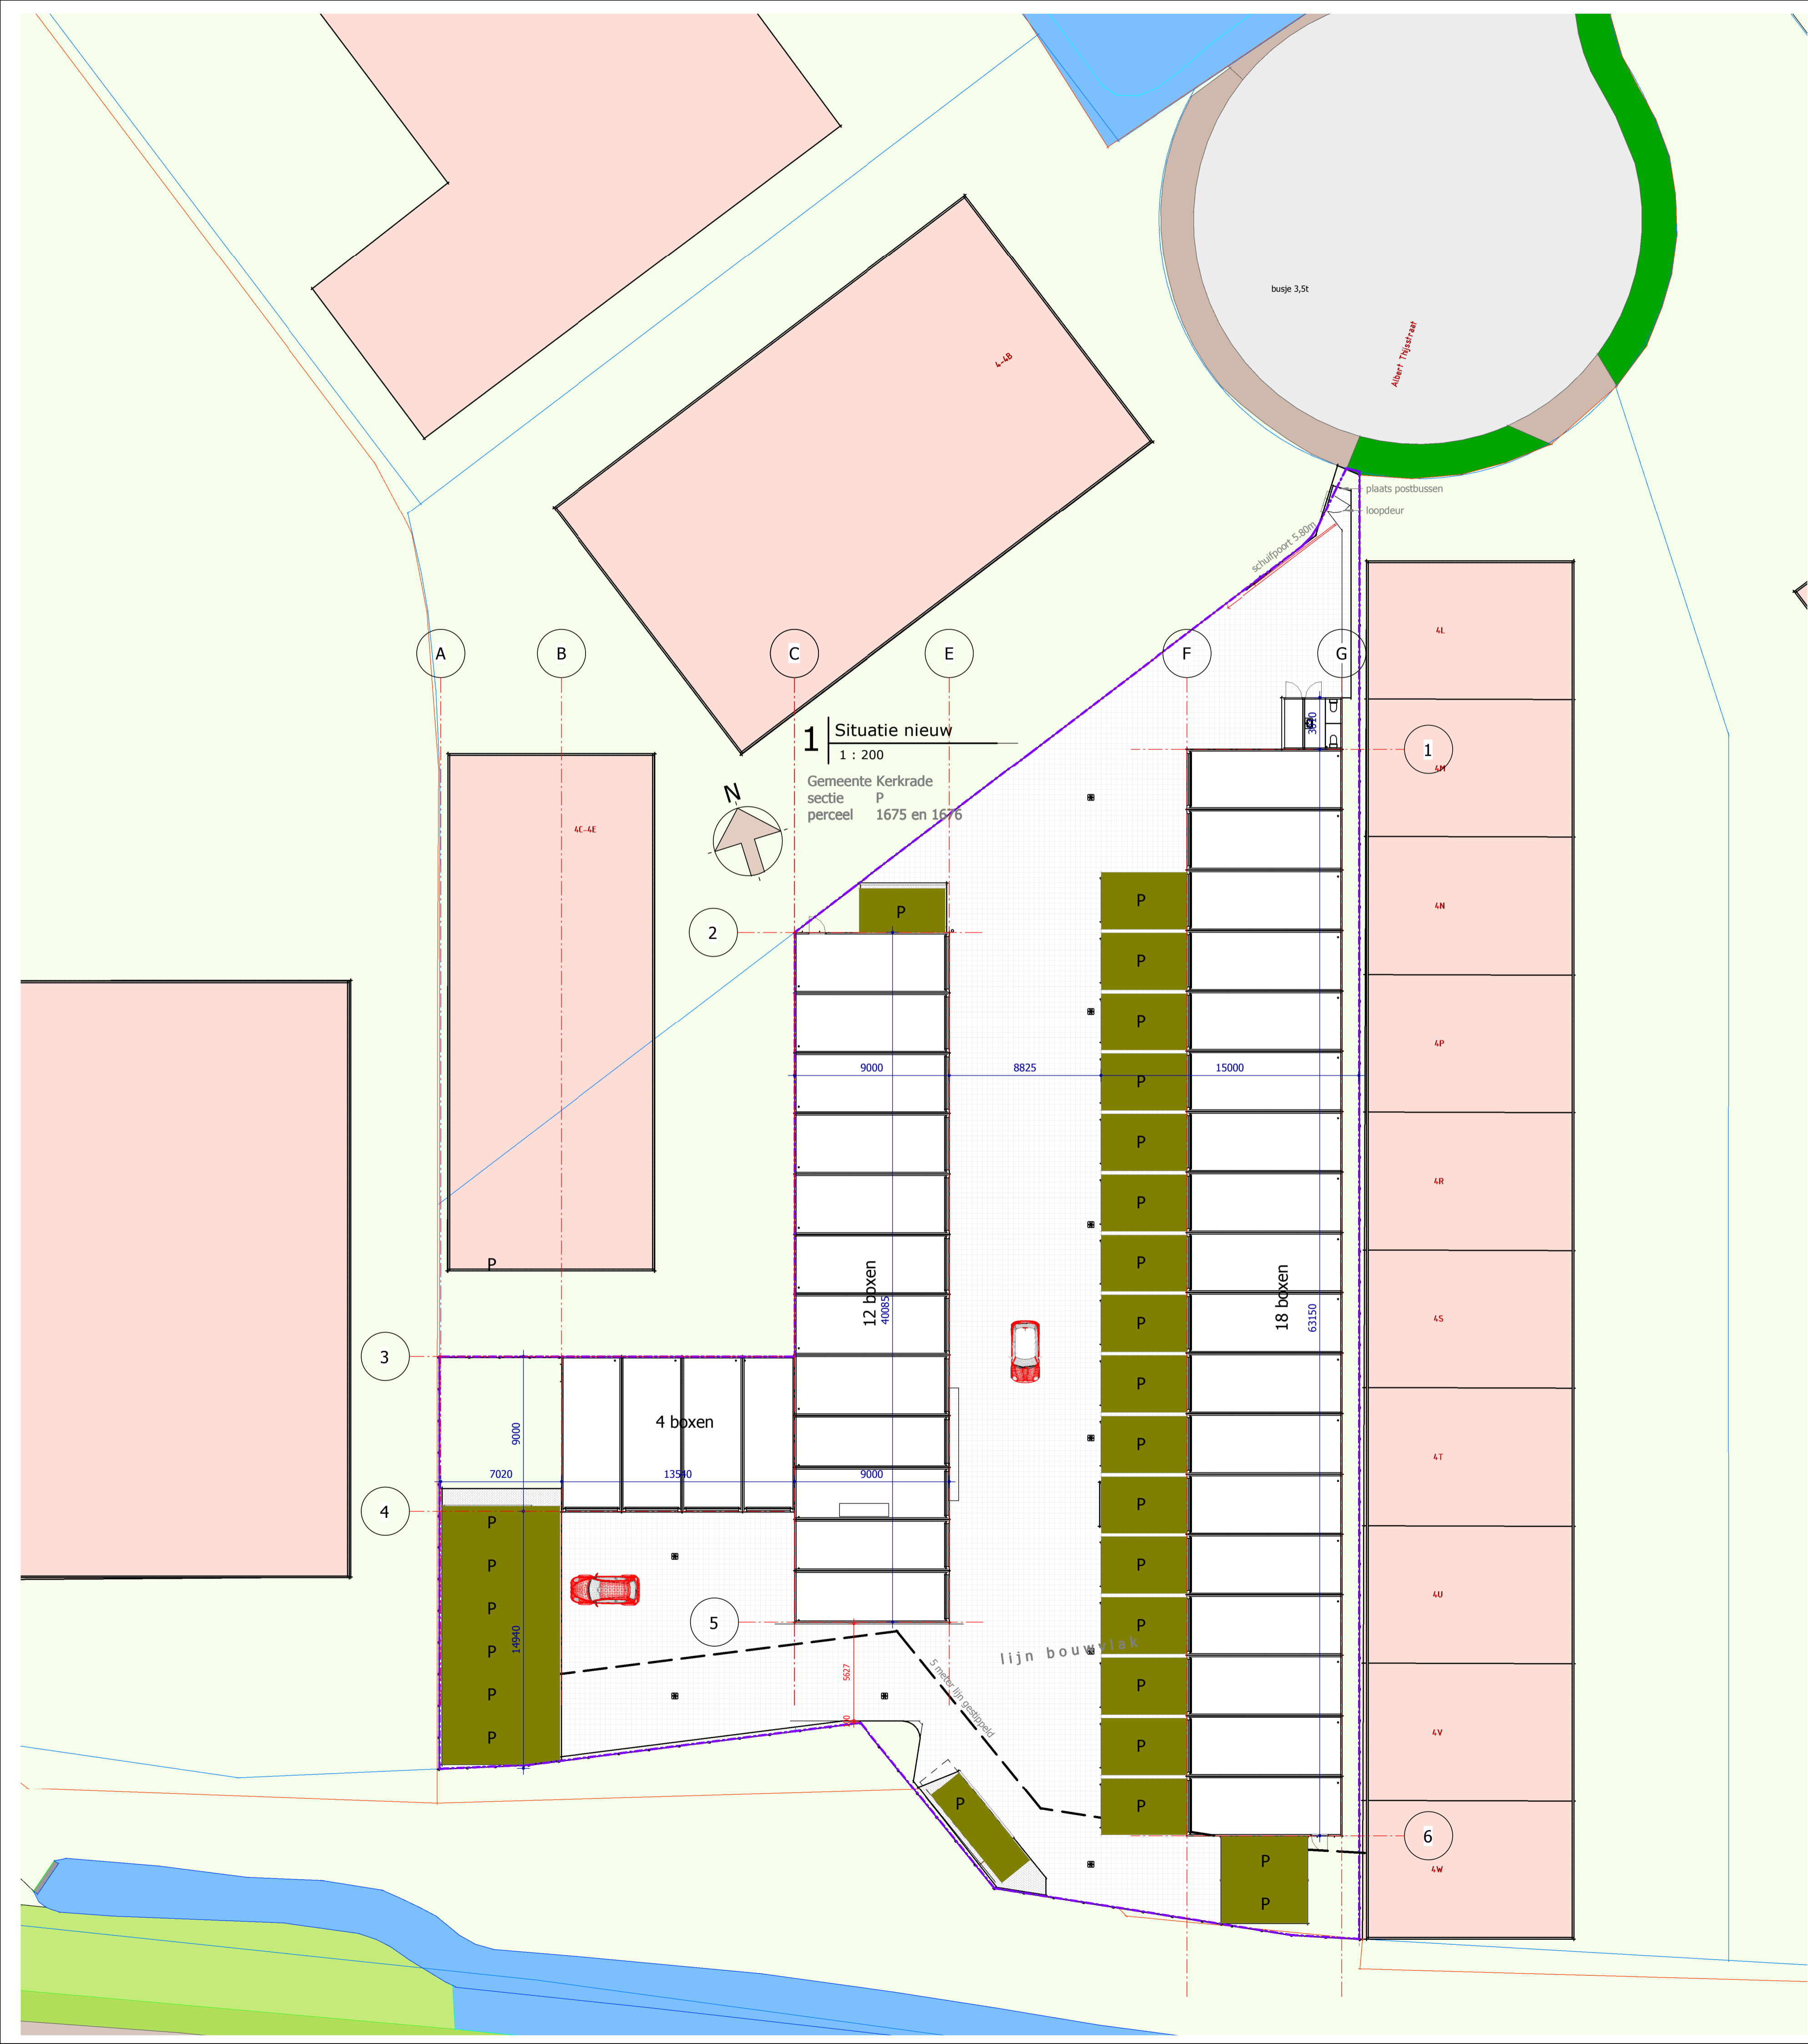 busje 3,5t
Albert Thijsstraat
4-4B
plaats postbussen
loopdeur
schuifpoort 5.80m
A
B
C
E
F
G
4L
1 Situatie nieuw
1 : 200
Gemeente Kerkrade
sectie P
perceel 1675 en 1676
N
1
4M
4C-4E
2
P
P
4N
P
P
4P
9000
8825
15000
P
P
4R
P
P
P
12 boxen
40085
18 boxen
63150
P
4S
3
P
4 boxen
9000
P
4T
7020
13540
9000
4
P
P
P
P
P
4U
P
P
14940
5
P
lijn bouwvlak
5 meter lijn gestippeld
5627
P
P
P
4V
P
P
P
6
P
4W
P